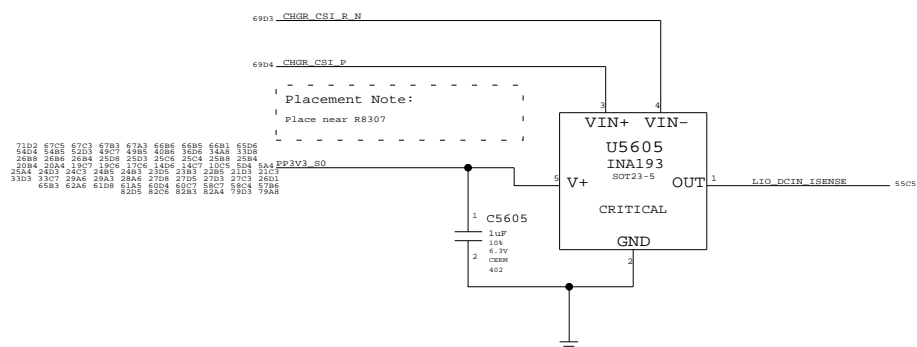 69D3 CHGR_CSI_R_N
69D4 CHGR_CSI_P
Placement Note:
Place near R8307
3 4
VIN+ VIN-
U5605
INA193
SOT23-5
5 V+ OUT 1 LIO_DCIN_ISENSE 55C5
CRITICAL
GND
2
71D2 67C5 67C3 67B3 67A3 66B6 66B5 66B1 65D6
54D4 54B5 52D3 49C7 49B5 40B6 36D6 34A8 33D8
26B8 26B6 26B4 25D8 25D3 25C6 25C4 25B8 25B4
20B4 20A4 19C7 19C6 17C6 14D6 14C7 10C5 5D4 5A4 PP3V3_S0
25A4 24D3 24C3 24B5 24B3 23D5 23B3 22B5 21D3 21C3
33D3 33C7 29A6 29A3 28A6 27D8 27D5 27D3 27C3 26D1
65B3 62A6 61D8 61A5 60D4 60C7 58C7 58C4 57B6
82D5 82C6 82B3 82A4 79D3 79A8
1 C5605
1uF
10%
6.3V
2 CERM
402